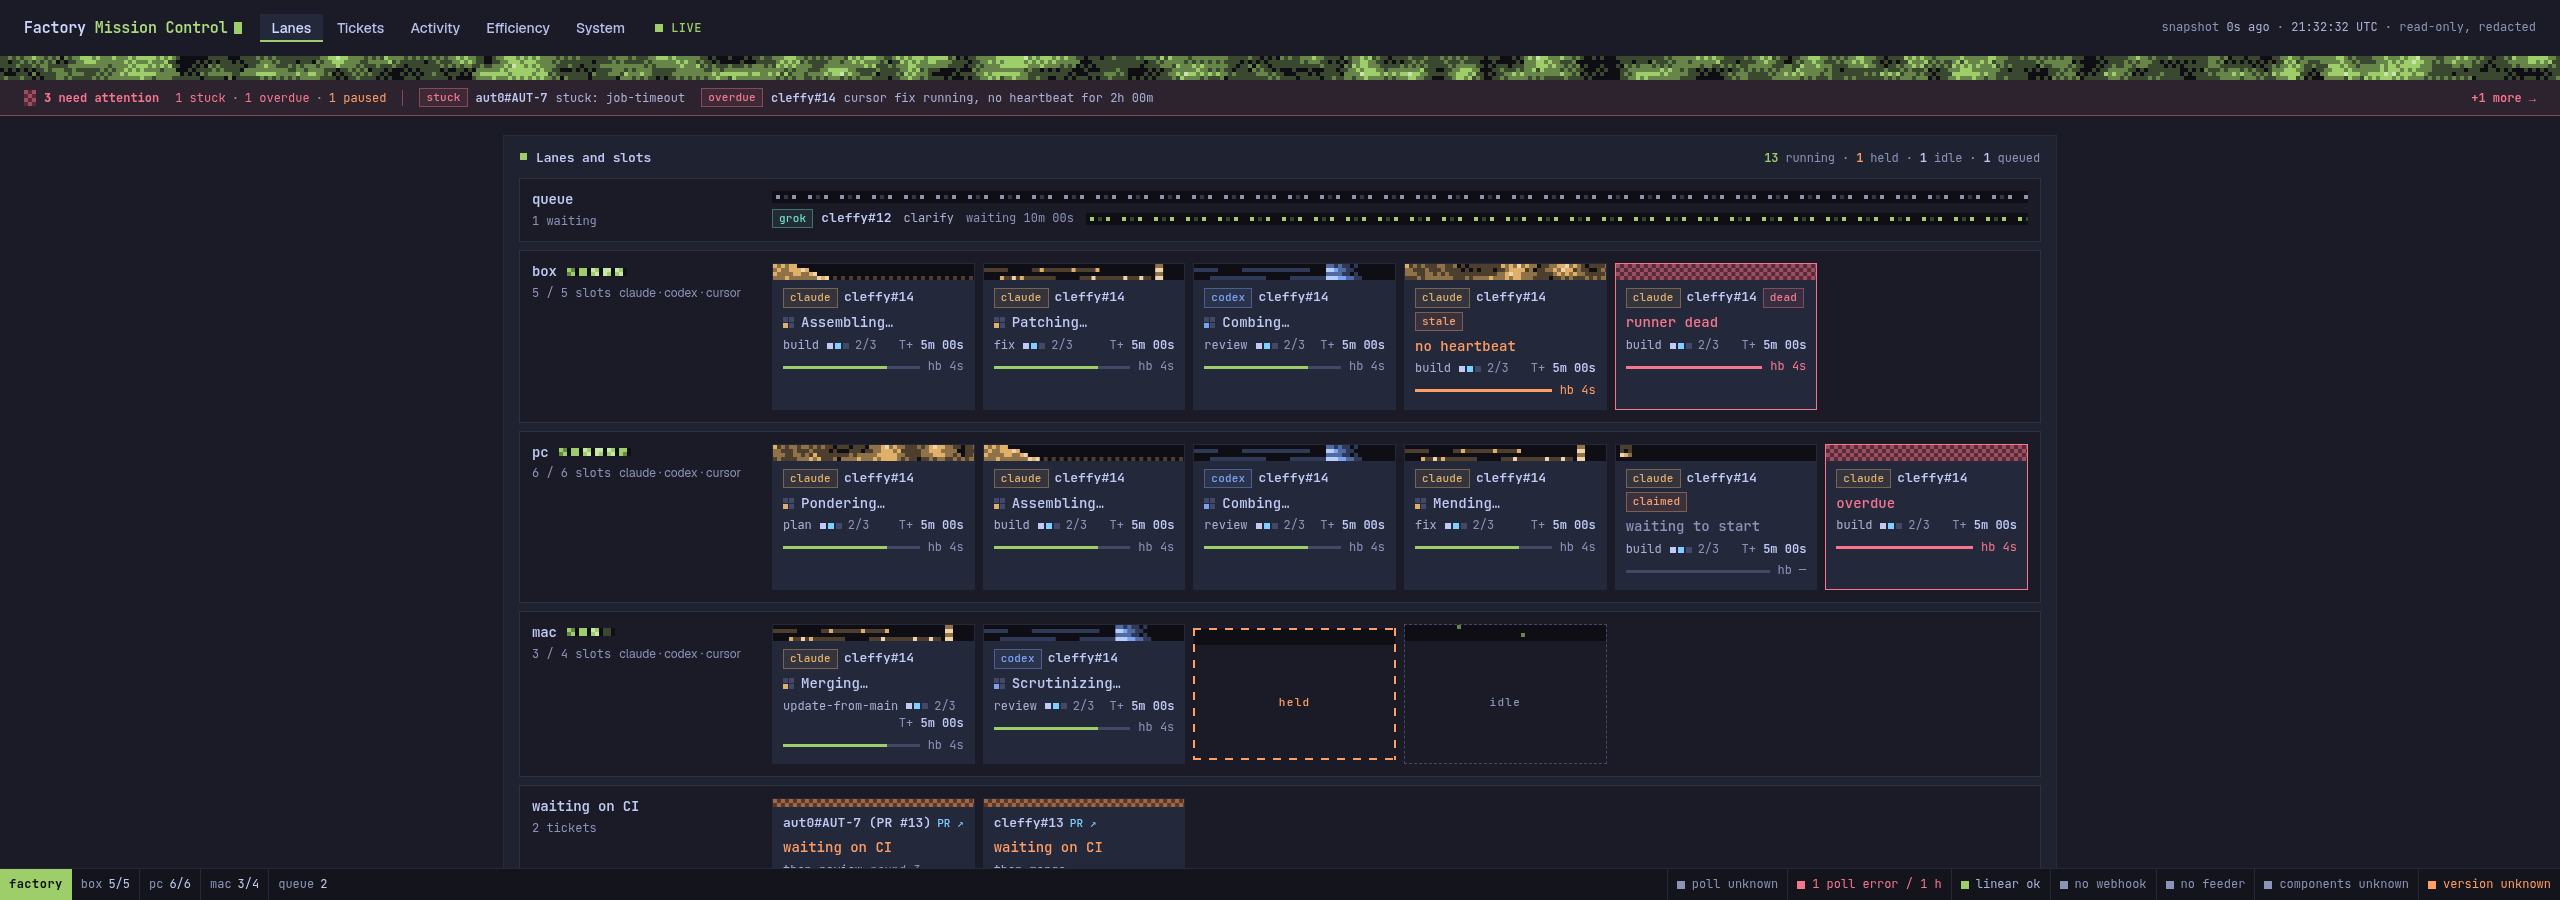 Factory Mission Control Lanes Tickets Activity Efficiency System LIVE snapshot 0s ago · 21:32:32 UTC · read-only, redacted
3 need attention 1 stuck · 1 overdue · 1 paused stuck aut0#AUT-7 stuck: job-timeout overdue cleffy#14 cursor fix running, no heartbeat for 2h 00m +1 more →
Lanes and slots 13 running · 1 held · 1 idle · 1 queued
queue
1 waiting
grok cleffy#12 clarify waiting 10m 00s
box
5 / 5 slots claude · codex · cursor
claude cleffy#14
Assembling…
build 2/3 T+ 5m 00s
hb 4s
claude cleffy#14
Patching…
fix 2/3 T+ 5m 00s
hb 4s
codex cleffy#14
Combing…
review 2/3 T+ 5m 00s
hb 4s
claude cleffy#14
stale
no heartbeat
build 2/3 T+ 5m 00s
hb 4s
claude cleffy#14 dead
runner dead
build 2/3 T+ 5m 00s
hb 4s
pc
6 / 6 slots claude · codex · cursor
claude cleffy#14
Pondering…
plan 2/3 T+ 5m 00s
hb 4s
claude cleffy#14
Assembling…
build 2/3 T+ 5m 00s
hb 4s
codex cleffy#14
Combing…
review 2/3 T+ 5m 00s
hb 4s
claude cleffy#14
Mending…
fix 2/3 T+ 5m 00s
hb 4s
claude cleffy#14
claimed
waiting to start
build 2/3 T+ 5m 00s
hb —
claude cleffy#14
overdue
build 2/3 T+ 5m 00s
hb 4s
mac
3 / 4 slots claude · codex · cursor
claude cleffy#14
Merging…
update-from-main 2/3
T+ 5m 00s
hb 4s
codex cleffy#14
Scrutinizing…
review 2/3 T+ 5m 00s
hb 4s
held
idle
waiting on CI
2 tickets
aut0#AUT-7 (PR #13) PR ↗
waiting on CI
cleffy#13 PR ↗
waiting on CI
factory box 5/5 pc 6/6 mac 3/4 queue 2 poll unknown 1 poll error / 1 h linear ok no webhook no feeder components unknown version unknown